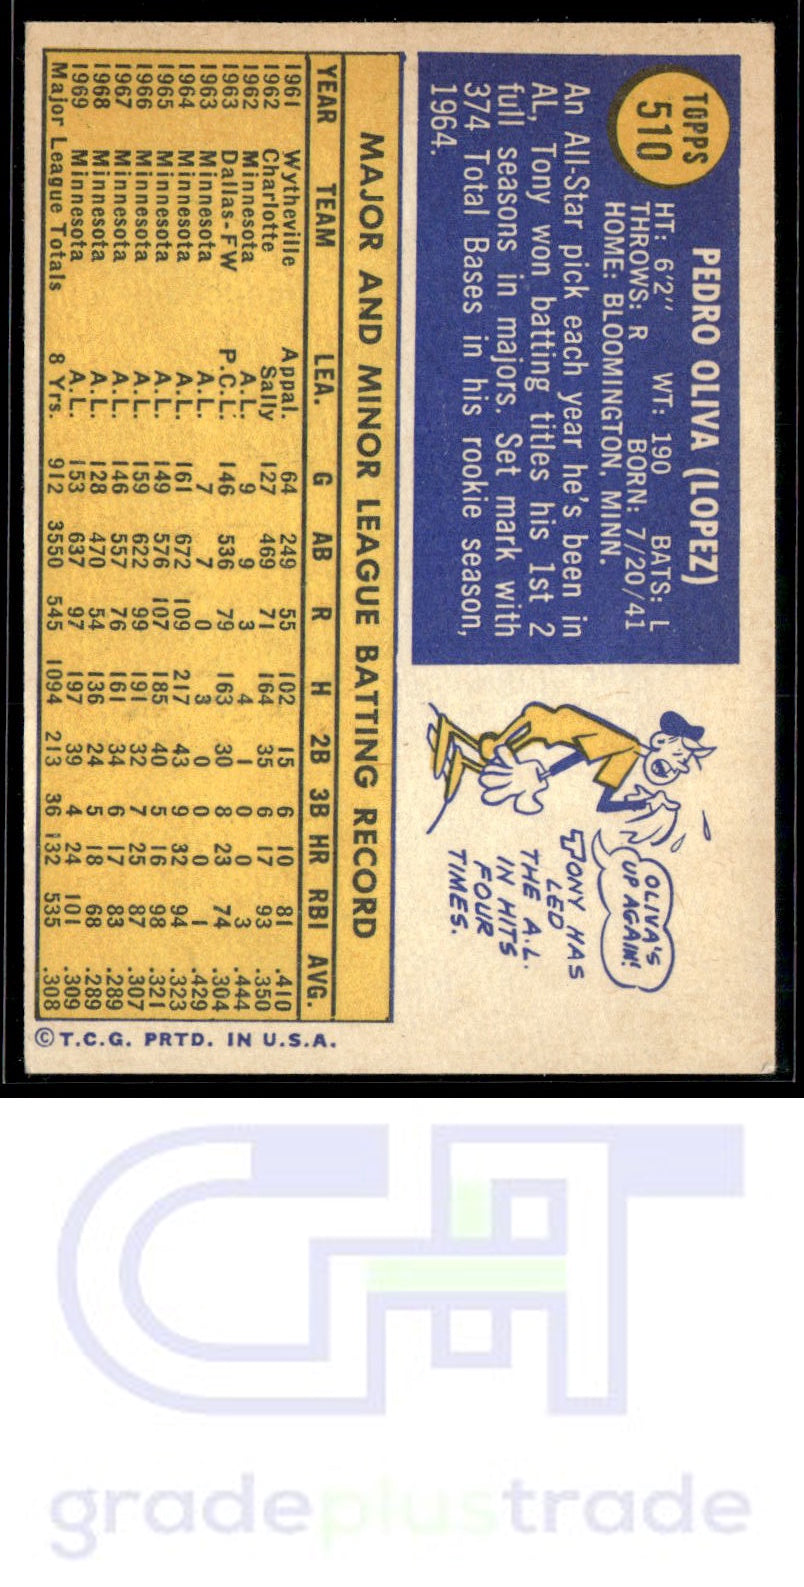 TOPPS
510
PEDRO OLIVA (LOPEZ)
HT: 6'2" WT: 190 BATS: L
THROWS: R BORN: 7/20/41
HOME: BLOOMINGTON, MINN.
An All-Star pick each year he's been in
AL, Tony won batting titles his 1st 2
full seasons in majors. Set mark with
374 Total Bases in his rookie season,
1964.
OLIVA'S
UP AGAIN!
TONY HAS
LED
THE A.L.
IN HITS
FOUR
TIMES.
MAJOR AND MINOR LEAGUE BATTING RECORD
YEAR TEAM LEA. G AB R H 2B 3B HR RBI AVG.
1961 Wytheville Appal. 64 249 55 102 15 6 10 81 .410
1962 Charlotte Sally 127 469 71 164 35 6 17 93 .350
1962 Minnesota A.L. 9 9 3 4 1 0 0 3 .444
1963 Dallas-FW P.C.L. 146 536 79 163 30 8 23 74 .304
1963 Minnesota A.L. 7 7 0 3 0 0 0 1 .429
1964 Minnesota A.L. 161 672 109 217 43 9 32 94 .323
1965 Minnesota A.L. 149 576 107 185 40 5 16 98 .321
1966 Minnesota A.L. 159 622 99 191 32 7 25 87 .307
1967 Minnesota A.L. 146 557 76 161 34 6 17 83 .289
1968 Minnesota A.L. 128 470 54 136 24 5 18 68 .289
1969 Minnesota A.L. 153 637 97 197 39 4 24 101 .309
Major League Totals 8 Yrs. 912 3550 545 1094 213 36 132 535 .308
© T.C.G. PRTD. IN U.S.A.
gradeplustrade